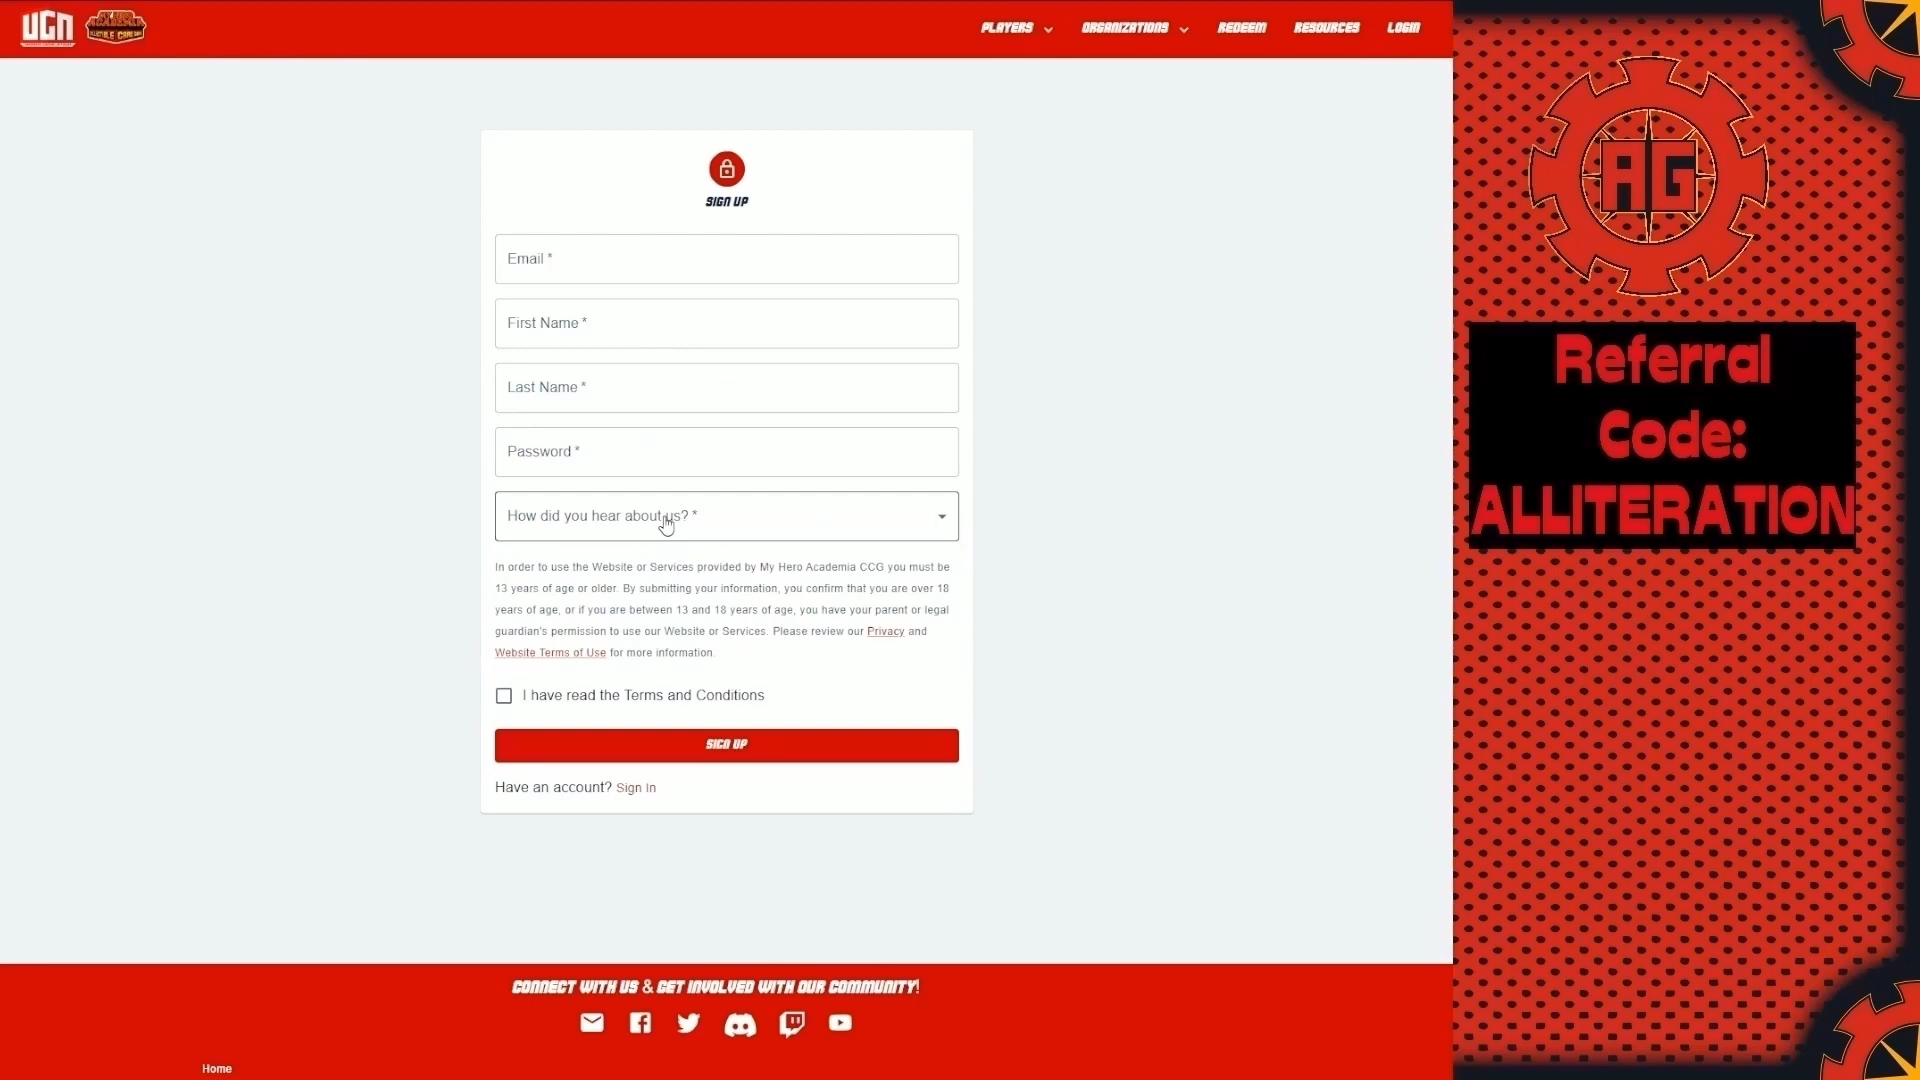 UGN
MY HERO
ACADEMIA
COLLECTIBLE CARD GAME
PLAYERS
ORGANIZATIONS
REDEEM
RESOURCES
LOGIN
SIGN UP
Email *
First Name *
Last Name *
Password *
How did you hear about us? *
In order to use the Website or Services provided by My Hero Academia CCG you must be
13 years of age or older. By submitting your information, you confirm that you are over 18
years of age, or if you are between 13 and 18 years of age, you have your parent or legal
guardian's permission to use our Website or Services. Please review our Privacy and
Website Terms of Use for more information.
I have read the Terms and Conditions
SIGN UP
Have an account? Sign In
CONNECT WITH US & GET INVOLVED WITH OUR COMMUNITY!
Home
AG
Referral
Code:
ALLITERATION